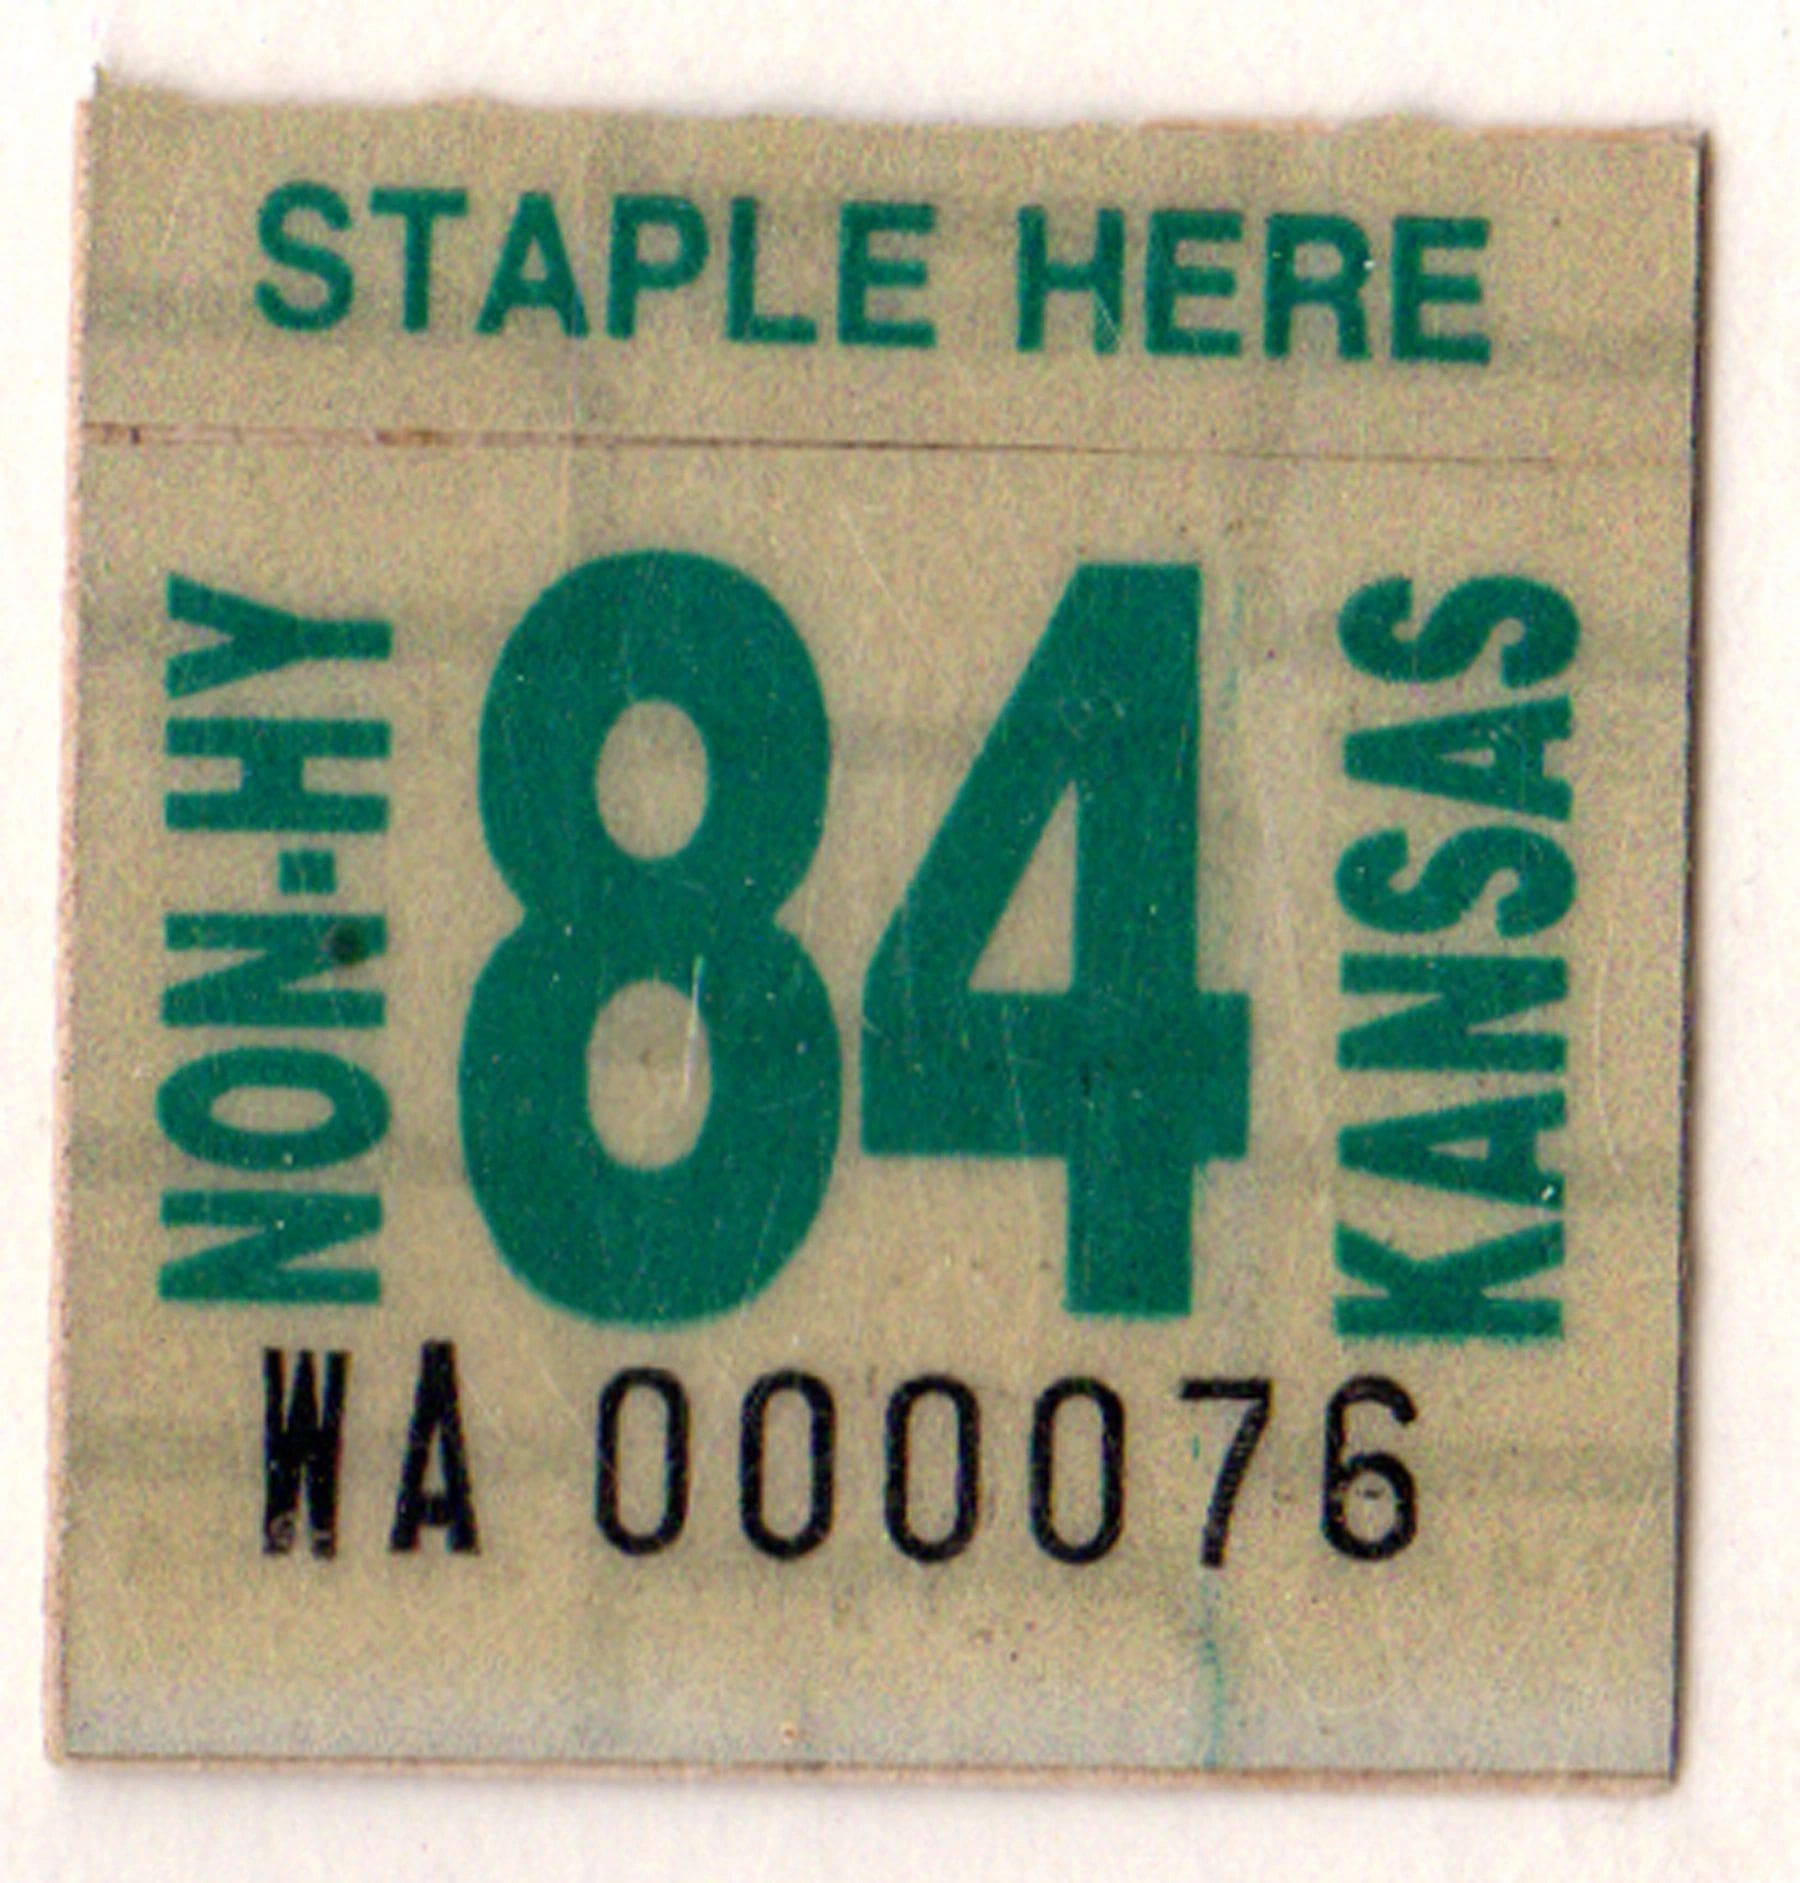 STAPLE HERE
NON-HY
84
KANSAS
WA 000076